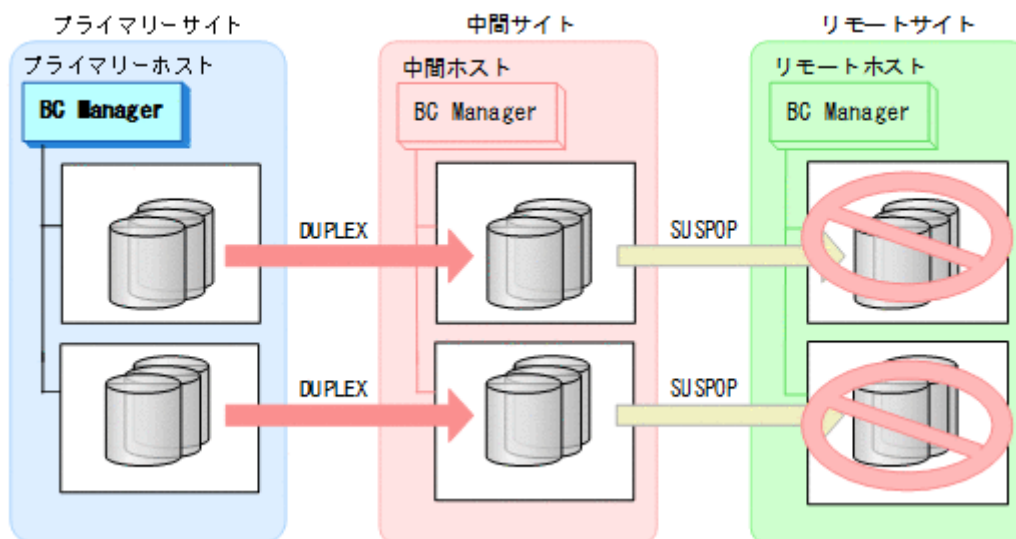 プライマリーサイト
中間サイト
リモートサイト
プライマリーホスト
中間ホスト
リモートホスト
BC Manager
BC Manager
BC Manager
DUPLEX
SUSPOP
DUPLEX
SUSPOP